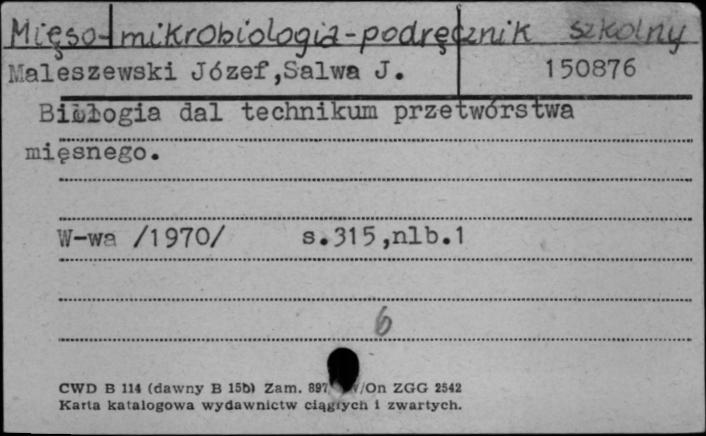 Mięso-mikrobiologia-podręcznik szkolny
Maleszewski Józef,Salwa J. 150876
Biologia dal technikum przetwórstwa
mięsnego.
W-wa /1970/ s.315,nlb.1
6
CWD B 114 (dawny B 15b) Zam. 897 /On ZGG 2542
Karta katalogowa wydawnictw ciągłych i zwartych.